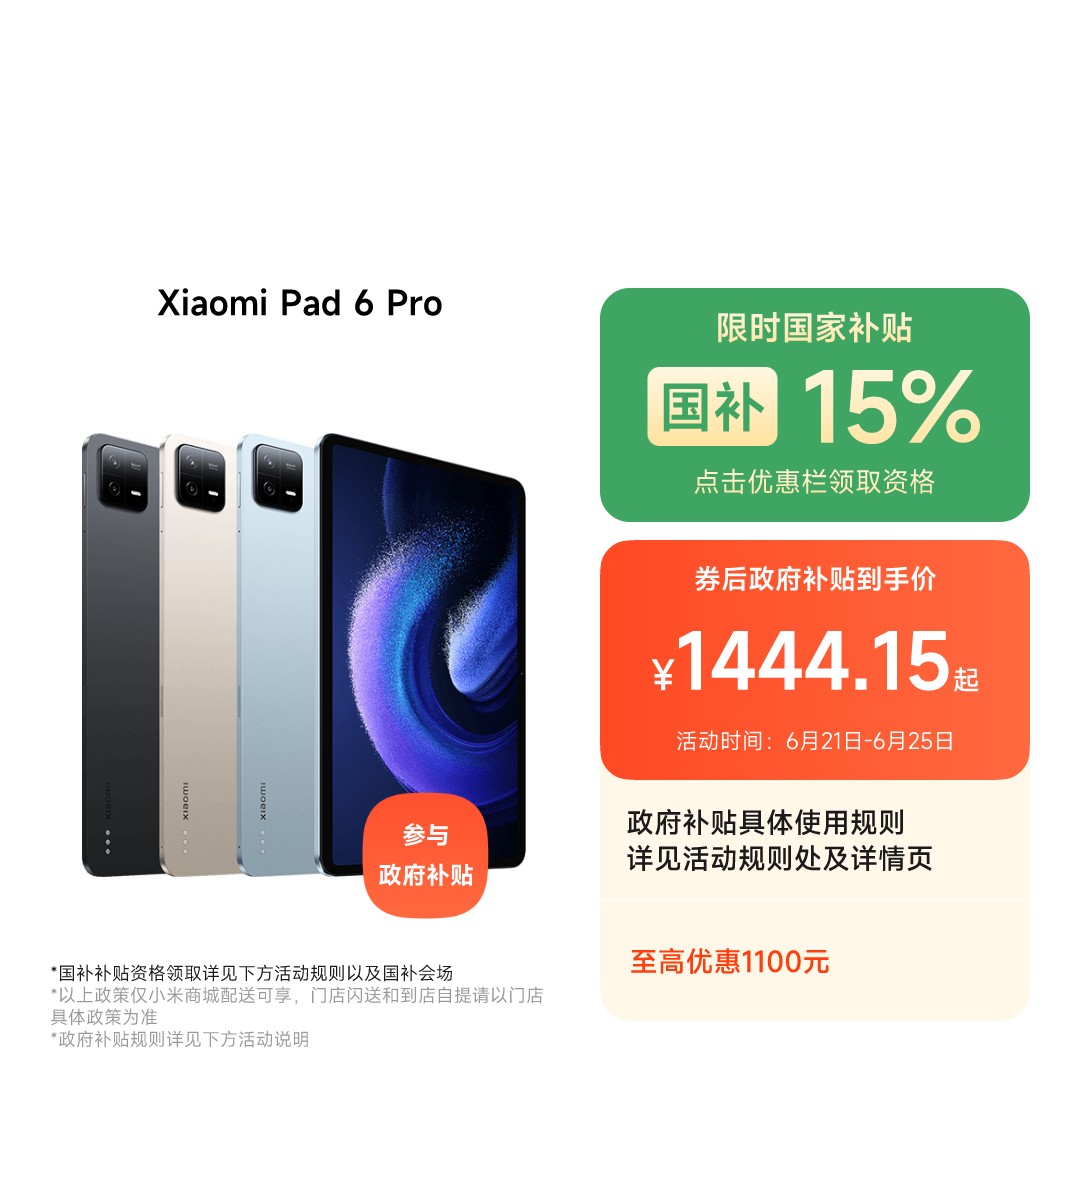 Xiaomi Pad 6 Pro
xiaomi
xiaomi
xiaomi
参与
政府补贴
*国补补贴资格领取详见下方活动规则以及国补会场
*以上政策仅小米商城配送可享，门店闪送和到店自提请以门店
具体政策为准
*政府补贴规则详见下方活动说明
限时国家补贴
国补 15%
点击优惠栏领取资格
券后政府补贴到手价
¥1444.15起
活动时间：6月21日-6月25日
政府补贴具体使用规则
详见活动规则处及详情页
至高优惠1100元